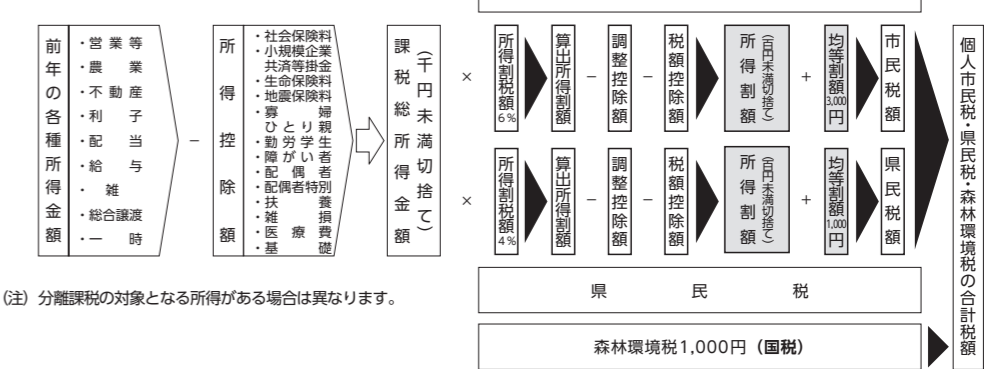 前年の各種所得金額
・営業等
・農業
・不動産
・利子
・配当
・給与
・雑
・総合譲渡
・一時
－
所得控除額
・社会保険料
・小規模企業
共済等掛金
・生命保険料
・地震保険料
・寡婦
ひとり親
・勤労学生
・障がい者
・配偶者
・配偶者特別
・扶養
・雑損
・医療費
・基礎
課税総所得金額
（千円未満切捨て）
×
所得割税額6%
算出所得割額
－
調整控除額
－
税額控除額
所得割額
（百円未満切捨て）
＋
均等割額3,000円
市民税額
×
所得割税額4%
算出所得割額
－
調整控除額
－
税額控除額
所得割額
（百円未満切捨て）
＋
均等割額1,000円
県民税額
県民税
森林環境税1,000円（国税）
個人市民税・県民税・森林環境税の合計税額
(注) 分離課税の対象となる所得がある場合は異なります。